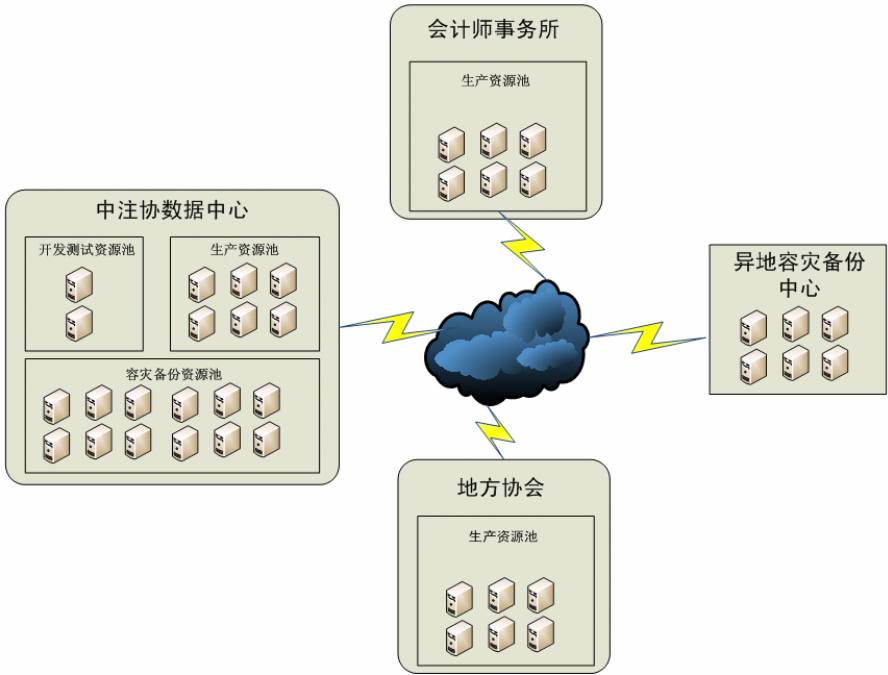 会计师事务所
生产资源池
中注协数据中心
开发测试资源池
生产资源池
容灾备份资源池
异地容灾备份
中心
地方协会
生产资源池